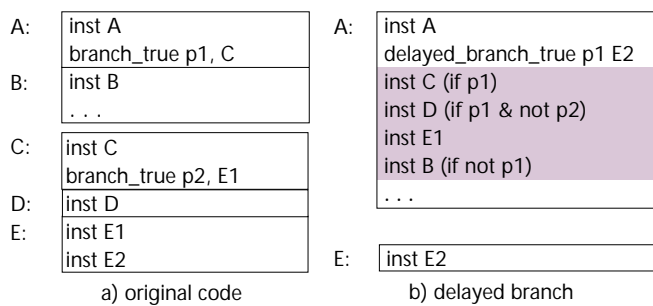 A:
inst A
branch_true p1, C
B:
inst B
. . .
C:
inst C
branch_true p2, E1
D:
inst D
E:
inst E1
inst E2
a) original code
A:
inst A
delayed_branch_true p1 E2
inst C (if p1)
inst D (if p1 & not p2)
inst E1
inst B (if not p1)
. . .
E:
inst E2
b) delayed branch